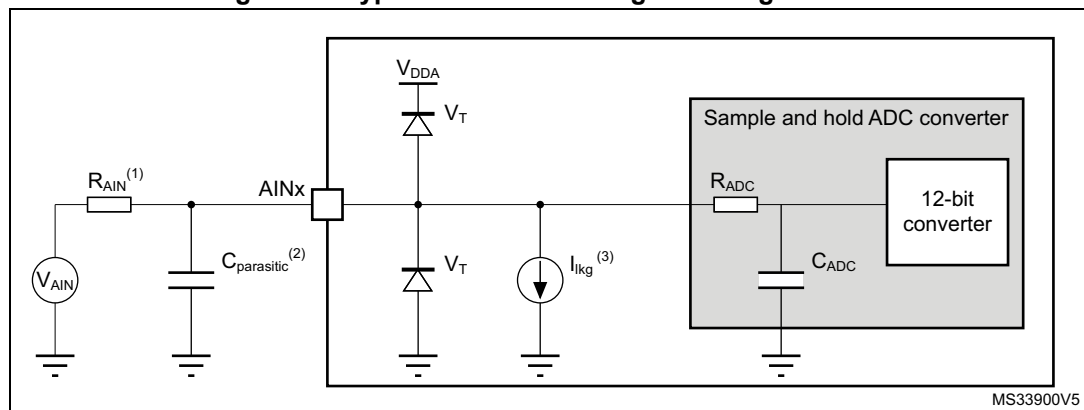 V_DDA
V_T
Sample and hold ADC converter
R_AIN^(1)
AINx
R_ADC
12-bit
converter
V_AIN
C_parasitic^(2)
V_T
I_lkg^(3)
C_ADC
MS33900V5